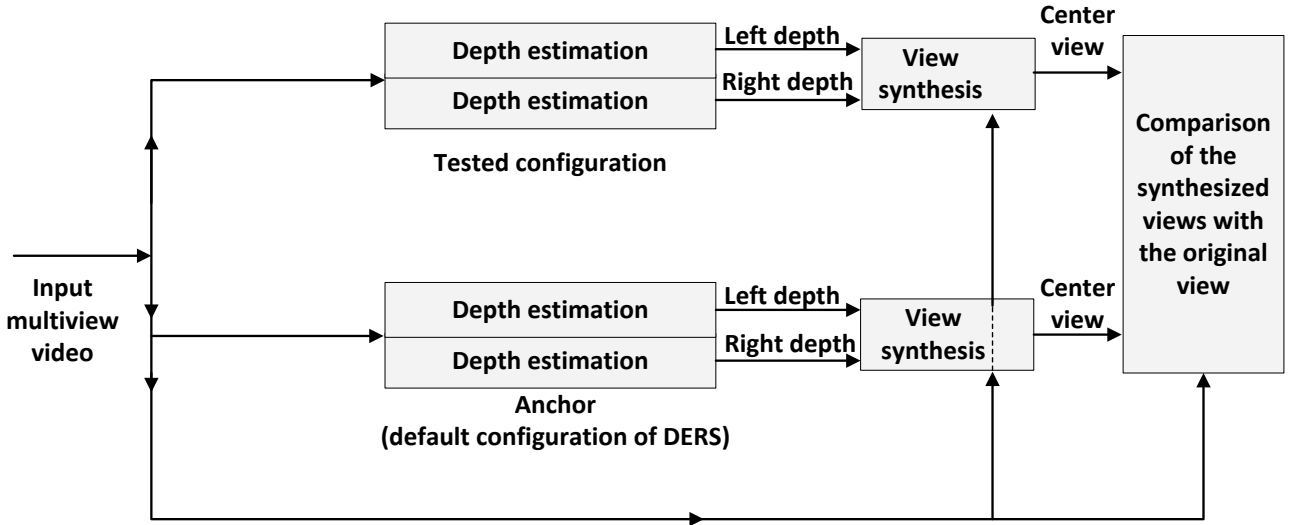 Depth estimation
Depth estimation
Left depth
Right depth
View
synthesis
Center
view
Tested configuration
Comparison
of the
synthesized
views with
the original
view
Input
multiview
video
Depth estimation
Depth estimation
Left depth
Right depth
View
synthesis
Center
view
Anchor
(default configuration of DERS)